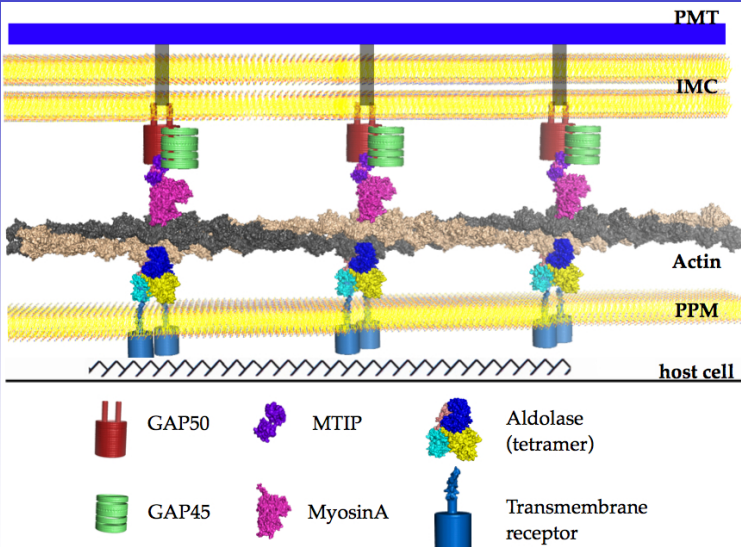 PMT
IMC
Actin
PPM
host cell
GAP50
MTIP
Aldolase
(tetramer)
GAP45
MyosinA
Transmembrane
receptor